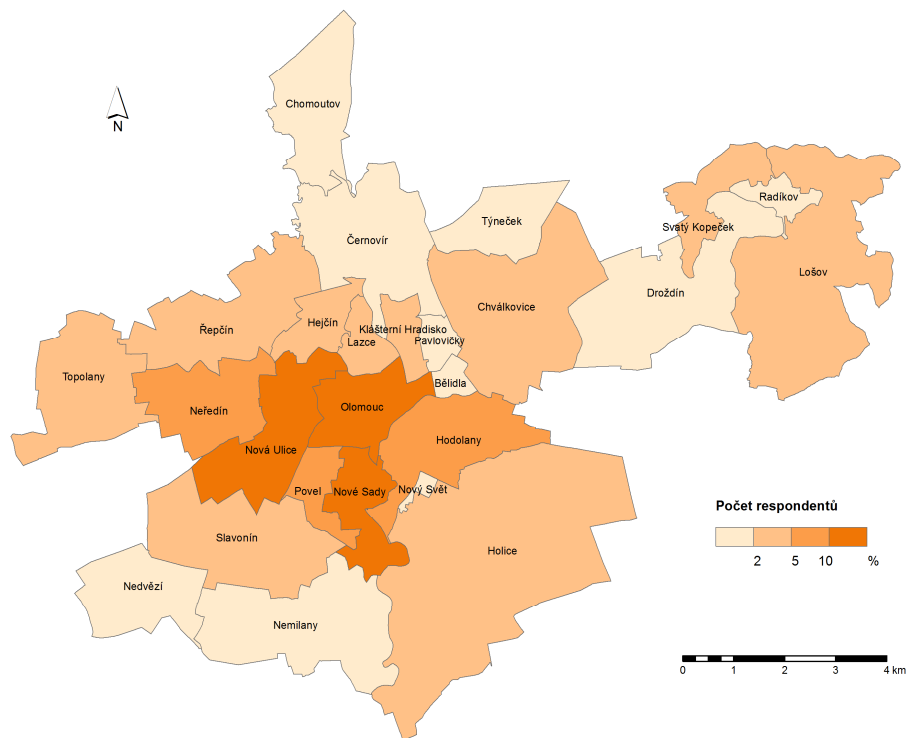 Chomoutov
N
Radíkov
Týneček
Svatý Kopeček
Černovír
Lošov
Droždín
Chválkovice
Hejčín
Řepčín
Klášterní Hradisko
Lazce
Pavlovičky
Topolany
Bělidla
Neředín
Olomouc
Hodolany
Nová Ulice
Povel
Nové Sady
Nový Svět
Počet respondentů
Slavonín
Holice
2 5 10 %
Nedvězí
Nemilany
0 1 2 3 4 km